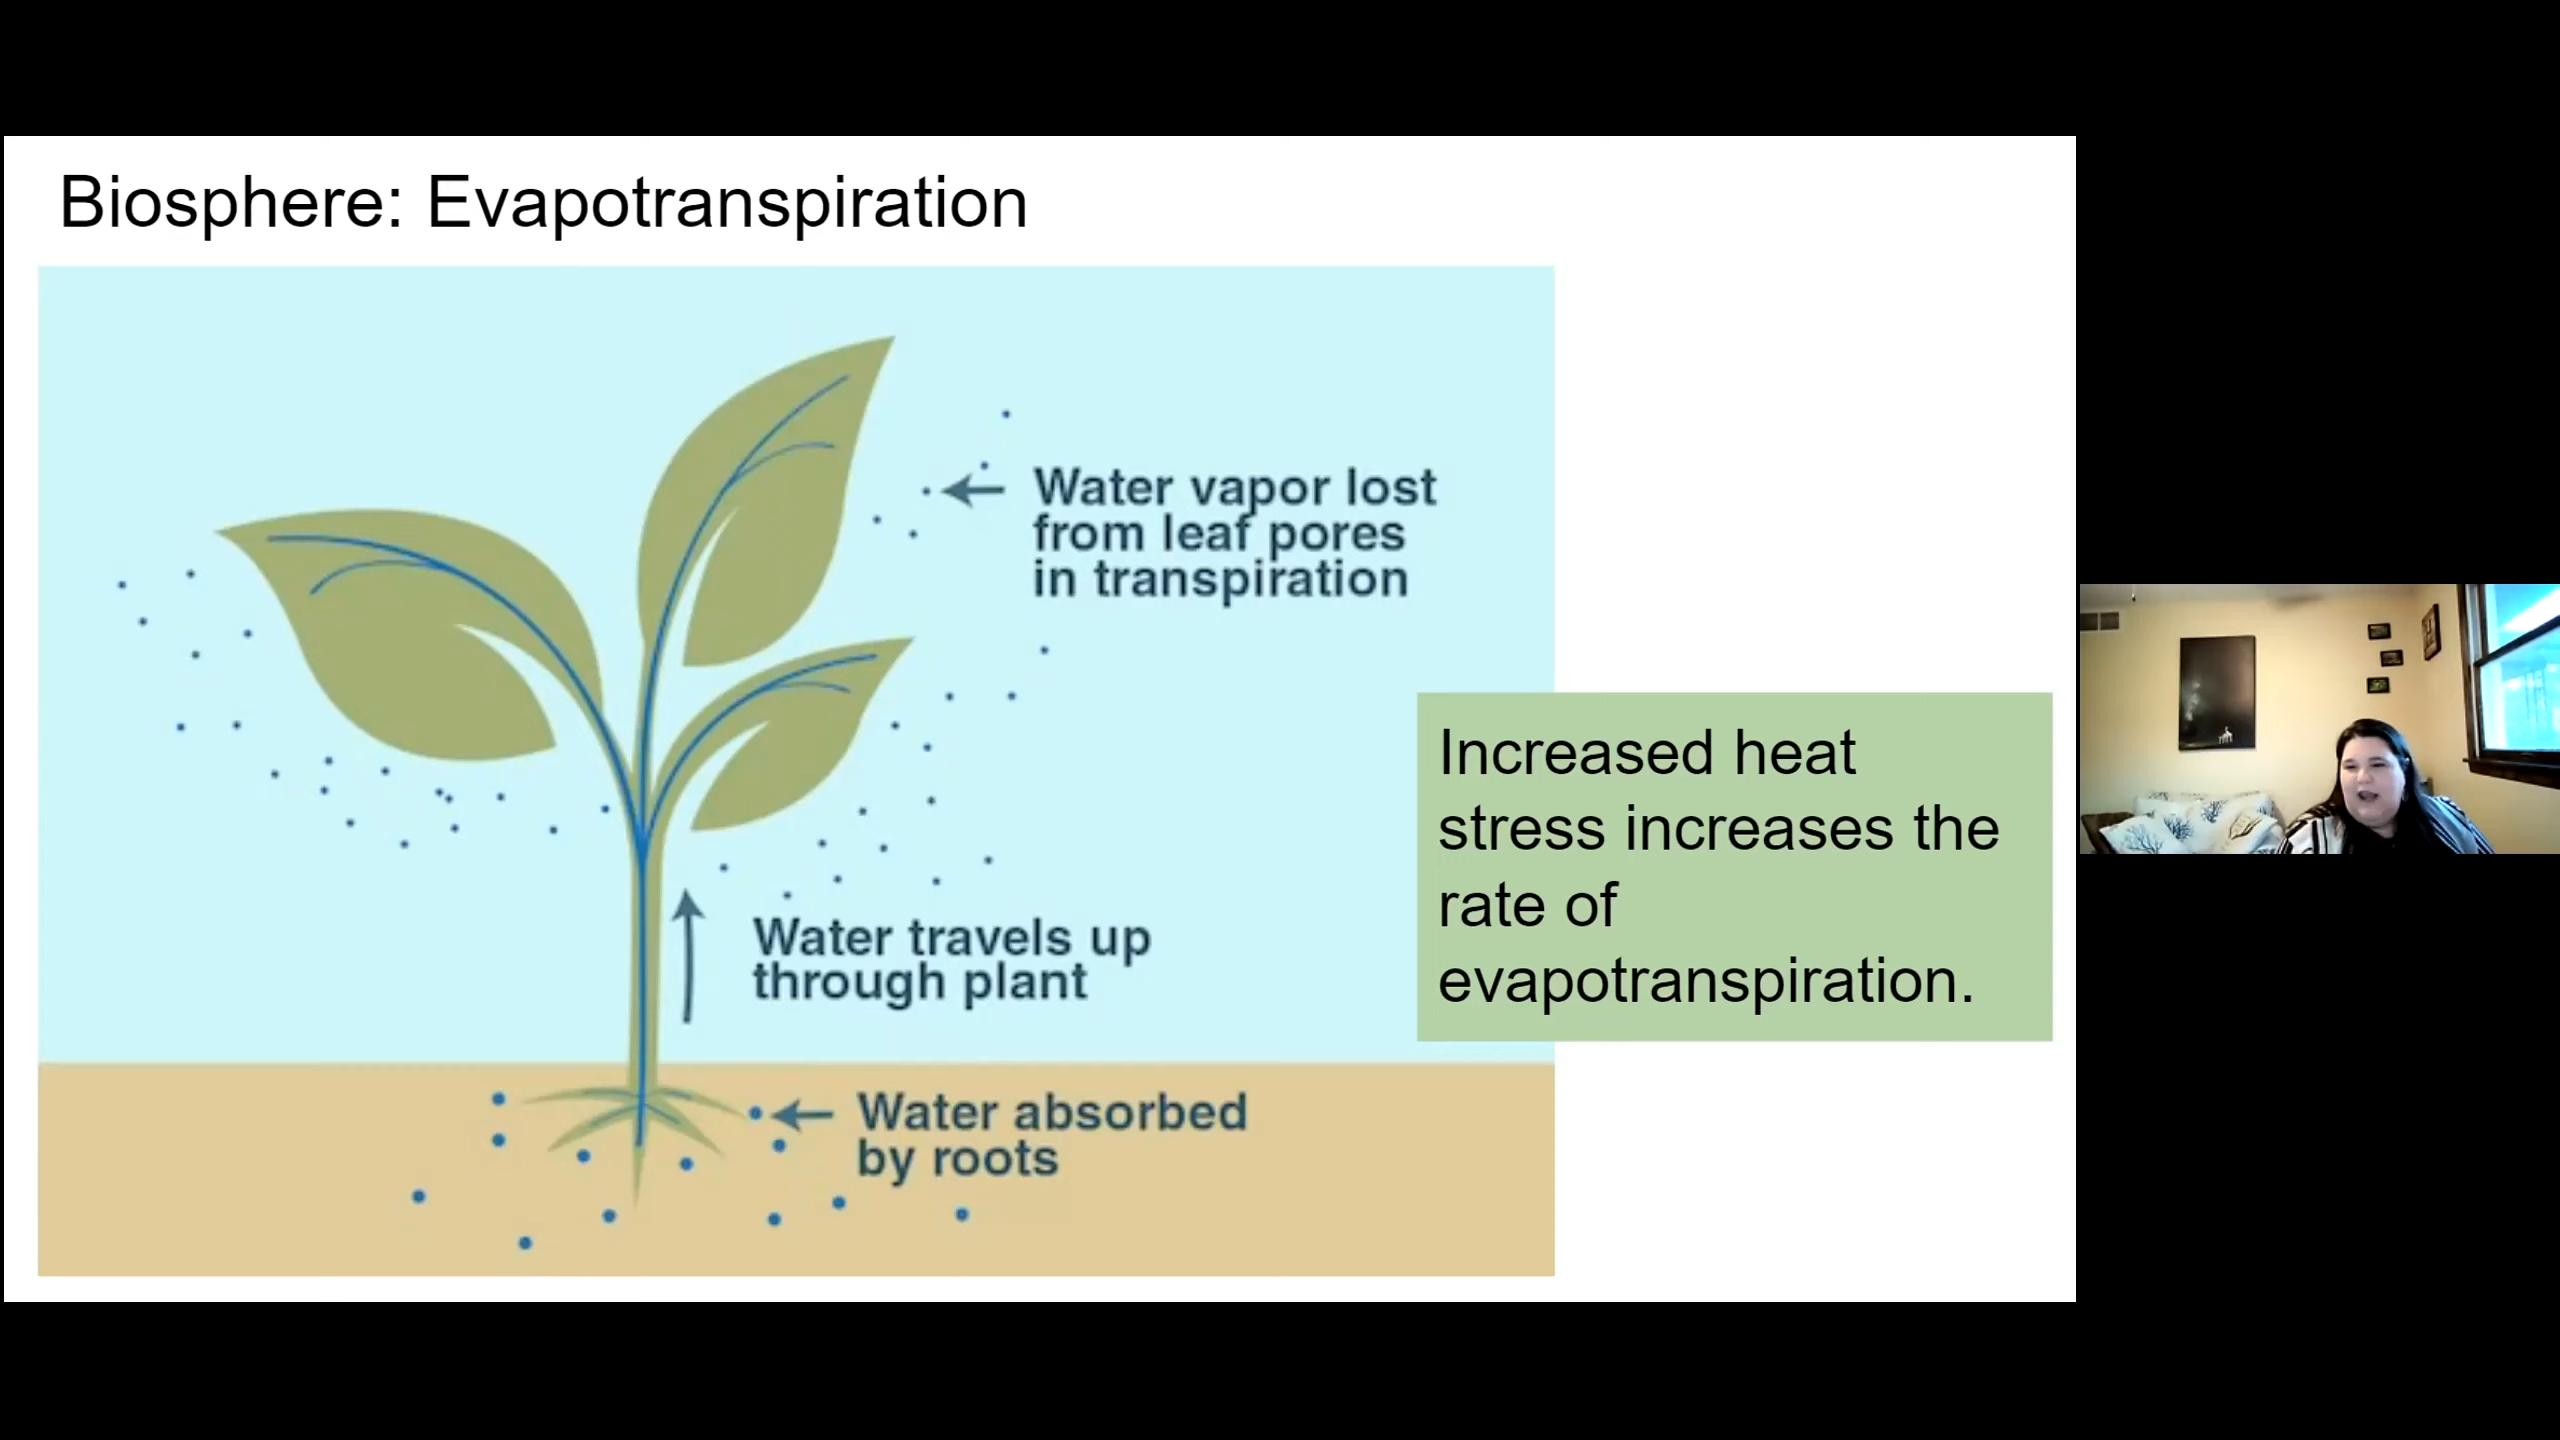 Biosphere: Evapotranspiration
Water vapor lost
from leaf pores
in transpiration
Increased heat
stress increases the
rate of
evapotranspiration.
Water travels up
through plant
Water absorbed
by roots